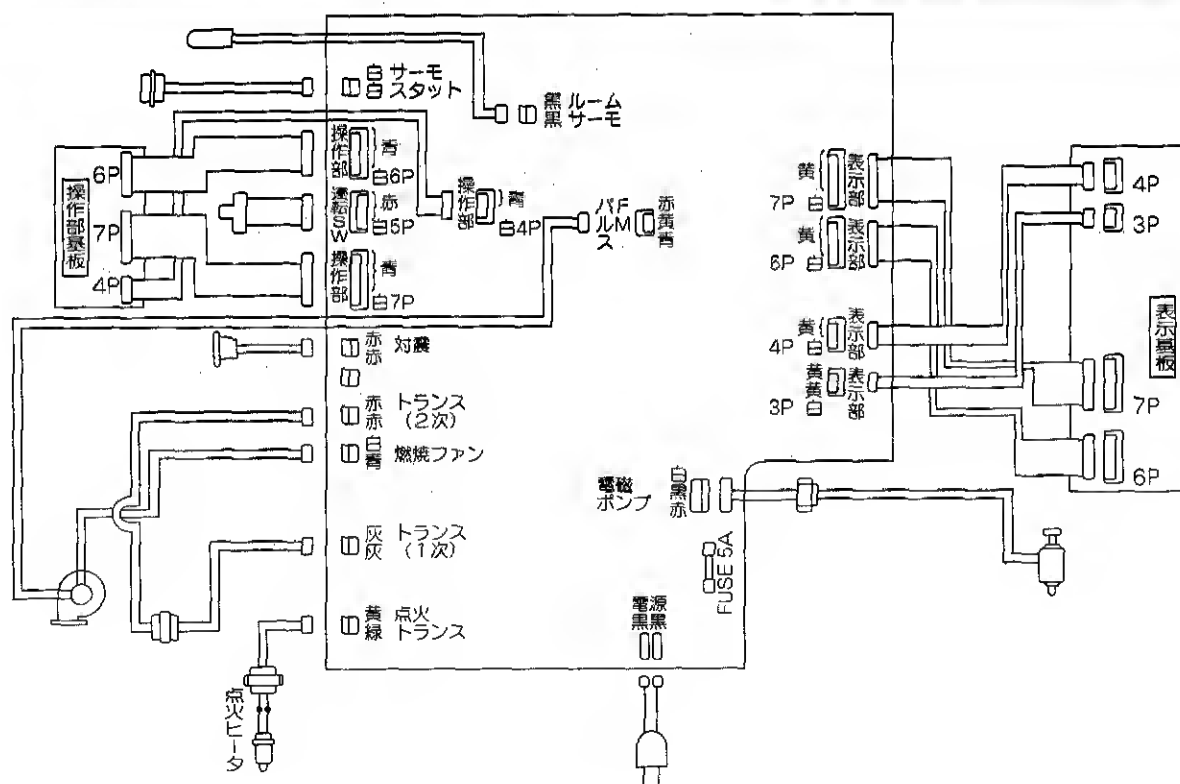 白 サーモ
白 スタット
黒 ルーム
黒 サーモ
操作部基板
6P
7P
4P
操作部
青
白6P
運転SW
赤
白5P
操作部
青
白7P
操作部
青
白4P
パルス
FM
赤
黄
青
黄
7P 白
表示部
黄
6P 白
表示部
黄
4P 白
表示部
黄
黄
3P 白
表示部
4P
3P
表示基板
7P
6P
赤
赤 対震
赤 トランス
赤 (2次)
白
青 燃焼ファン
灰 トランス
灰 (1次)
黄 点火
緑 トランス
点火ヒータ
電磁
ポンプ
白
黒
赤
FUSE 5A
電源
黒黒